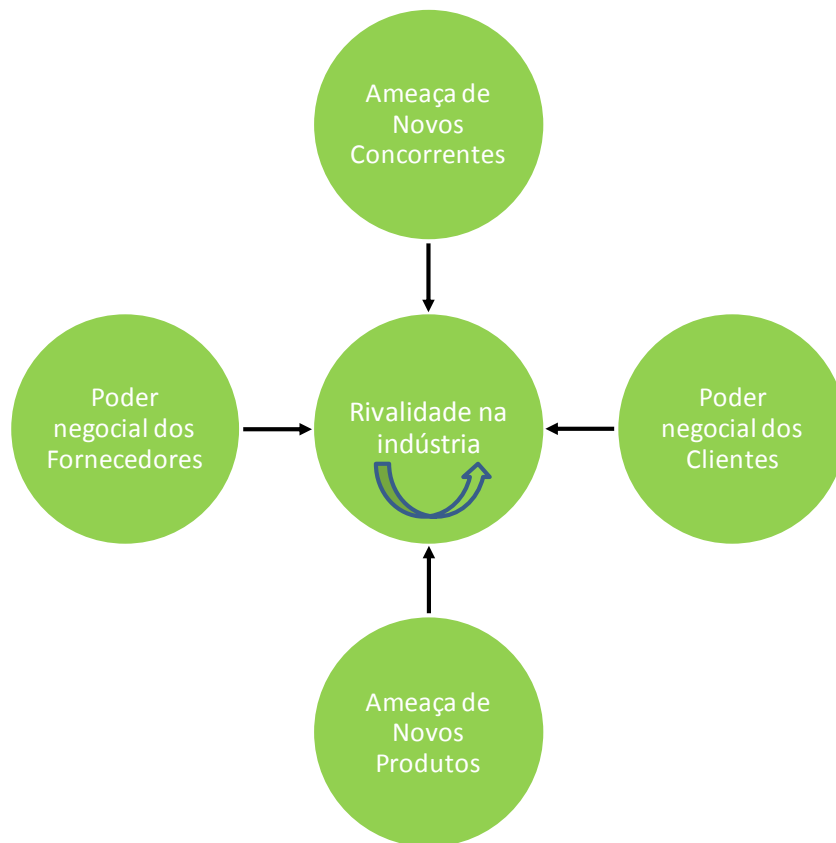 Ameaça de
Novos
Concorrentes
Poder
negocial dos
Fornecedores
Rivalidade na
indústria
Poder
negocial dos
Clientes
Ameaça de
Novos
Produtos